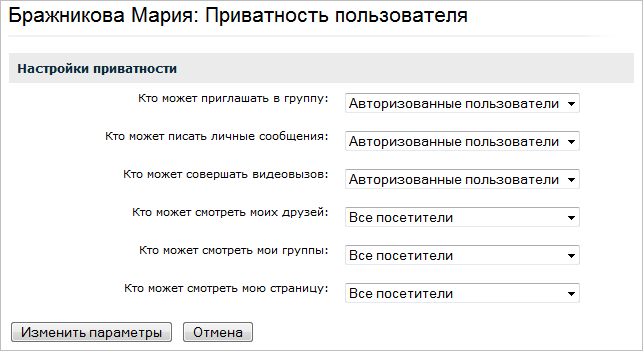 Бражникова Мария: Приватность пользователя
Настройки приватности
Кто может приглашать в группу: Авторизованные пользователи
Кто может писать личные сообщения: Авторизованные пользователи
Кто может совершать видеовызов: Авторизованные пользователи
Кто может смотреть моих друзей: Все посетители
Кто может смотреть мои группы: Все посетители
Кто может смотреть мою страницу: Все посетители
Изменить параметры Отмена